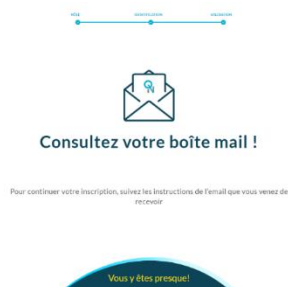 Consultez votre boîte mail !
Pour continuer votre inscription, suivez les instructions de l'email que vous venez de
recevoir
Vous y êtes presque!